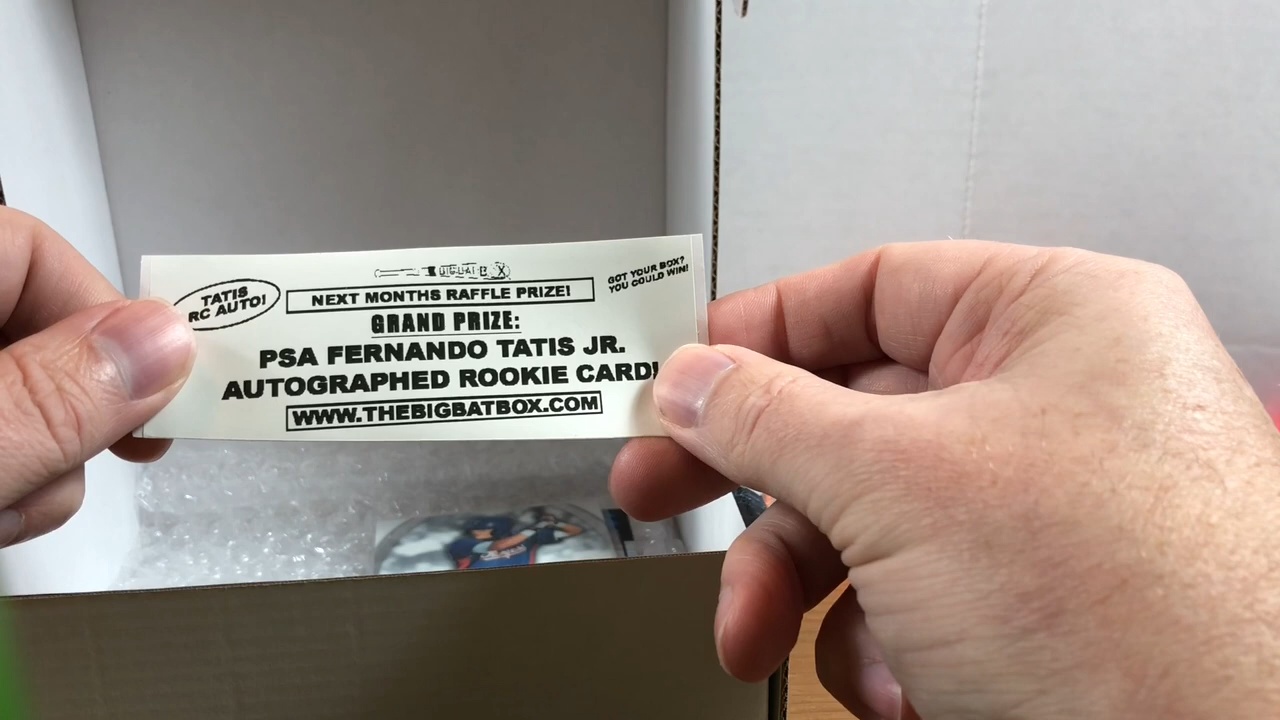 TATIS
RC AUTO!
NEXT MONTHS RAFFLE PRIZE!
GOT YOUR BOX?
YOU COULD WIN!
GRAND PRIZE:
PSA FERNANDO TATIS JR.
AUTOGRAPHED ROOKIE CARD!
WWW.THEBIGBATBOX.COM